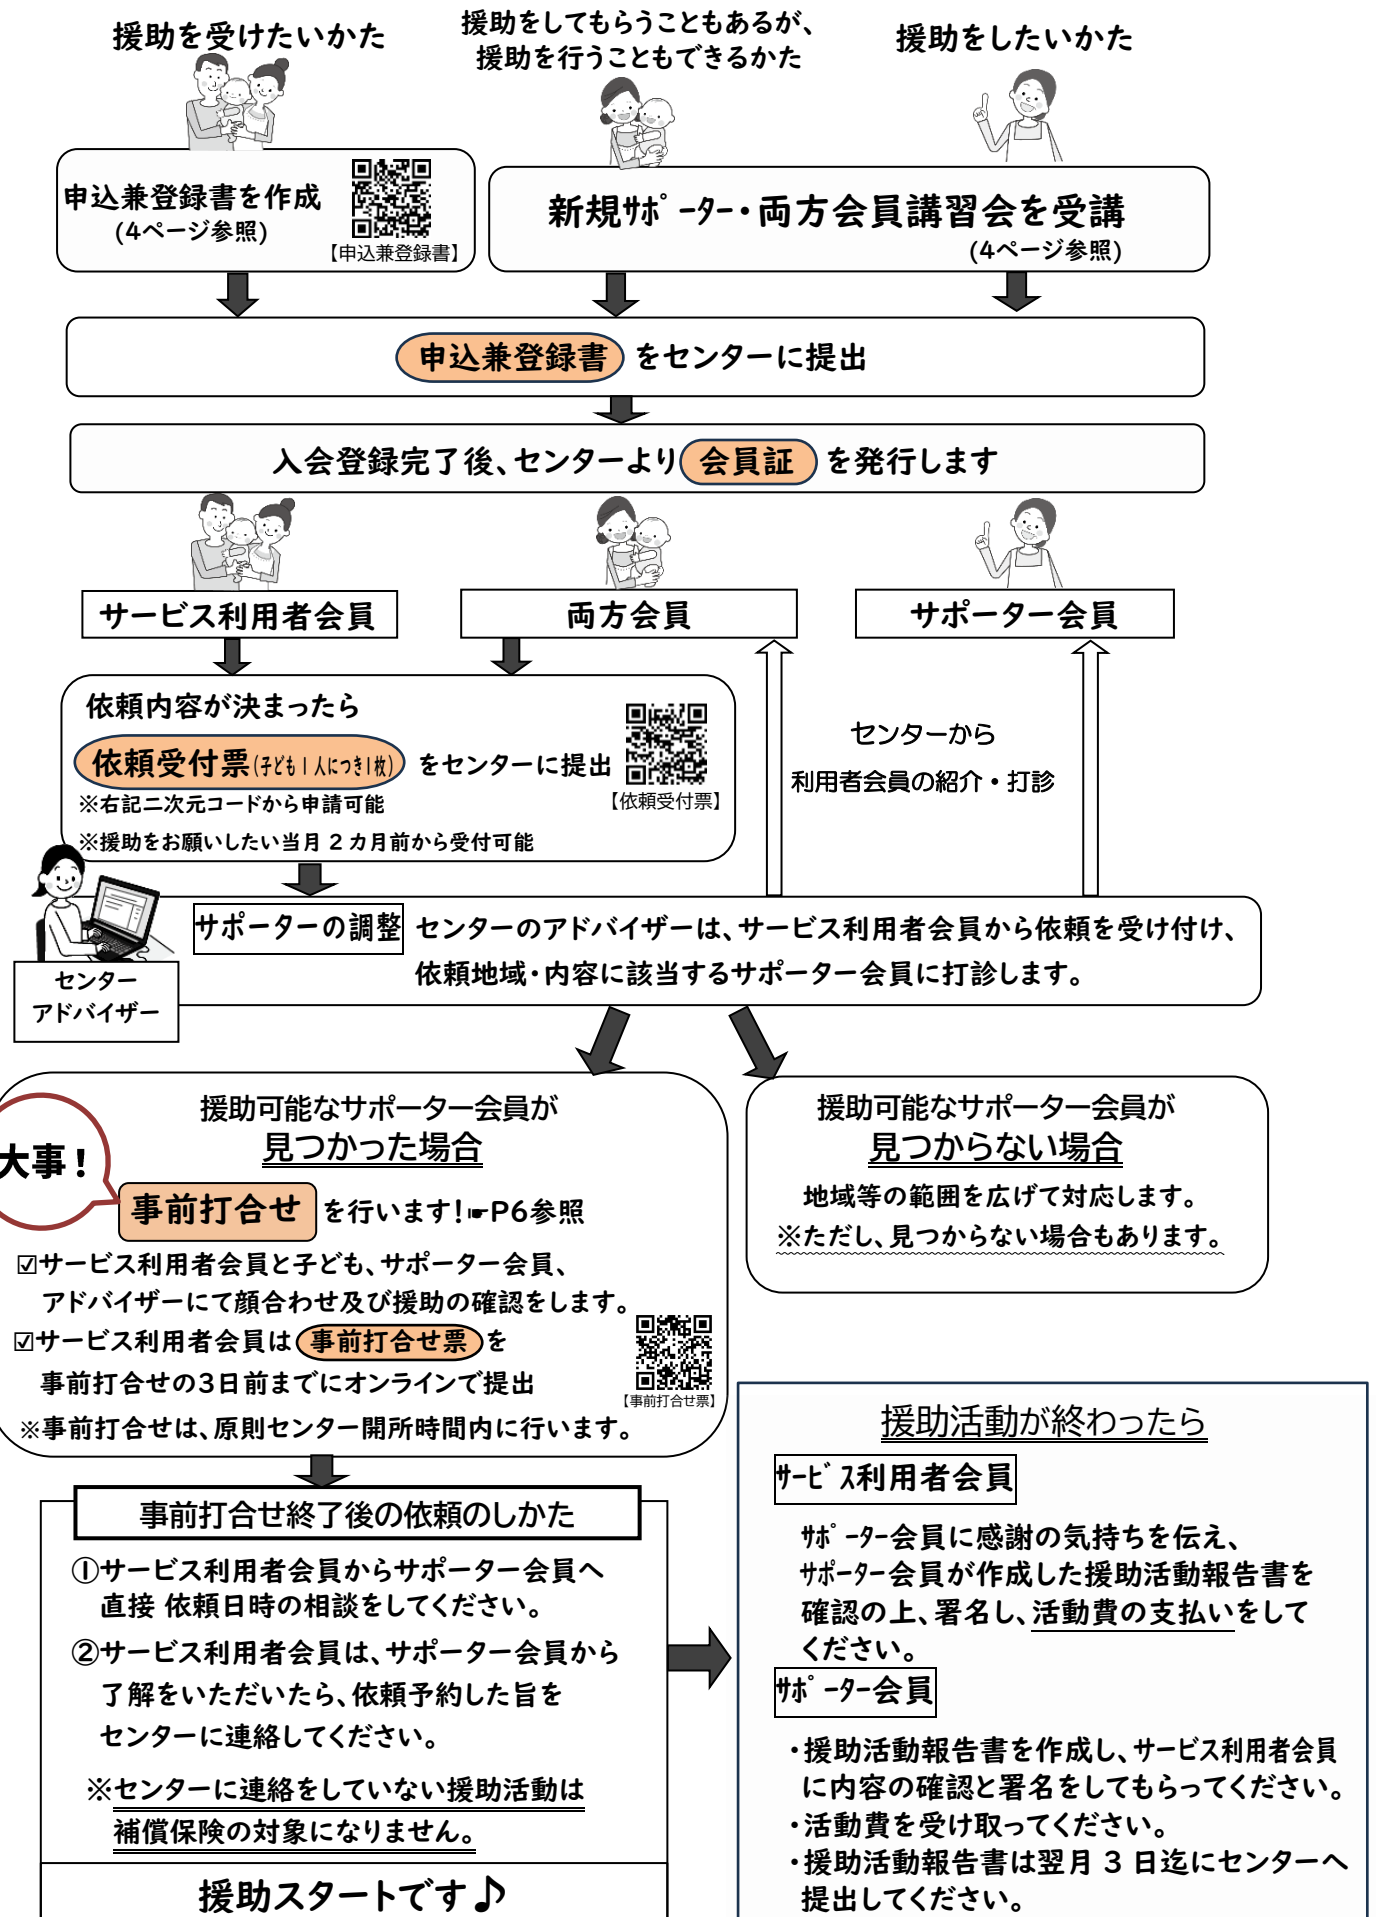 援助を受けたいかた
援助をしてもらうこともあるが、
援助を行うこともできるかた
援助をしたいかた
申込兼登録書を作成
(4ページ参照)
【申込兼登録書】
新規ｻﾎﾟｰﾀｰ・両方会員講習会を受講
(4ページ参照)
申込兼登録書 をセンターに提出
入会登録完了後、センターより 会員証 を発行します
サービス利用者会員
両方会員
サポーター会員
依頼内容が決まったら
依頼受付票(子ども１人につき１枚) をセンターに提出
※右記二次元コードから申請可能
【依頼受付票】
※援助をお願いしたい当月 2 カ月前から受付可能
センターから
利用者会員の紹介・打診
サポーターの調整 センターのアドバイザーは、サービス利用者会員から依頼を受け付け、
依頼地域・内容に該当するサポーター会員に打診します。
センター
アドバイザー
援助可能なサポーター会員が
見つかった場合
大事！
事前打合せ を行います！☛P6参照
☑サービス利用者会員と子ども、サポーター会員、
アドバイザーにて顔合わせ及び援助の確認をします。
☑サービス利用者会員は 事前打合せ票 を
事前打合せの3日前までにオンラインで提出
【事前打合せ票】
※事前打合せは、原則センター開所時間内に行います。
援助可能なサポーター会員が
見つからない場合
地域等の範囲を広げて対応します。
※ただし、見つからない場合もあります。
事前打合せ終了後の依頼のしかた
①サービス利用者会員からサポーター会員へ
直接 依頼日時の相談をしてください。
②サービス利用者会員は、サポーター会員から
了解をいただいたら、依頼予約した旨を
センターに連絡してください。
※センターに連絡をしていない援助活動は
補償保険の対象になりません。
援助スタートです♪
援助活動が終わったら
ｻｰﾋﾞｽ利用者会員
ｻﾎﾟｰﾀｰ会員に感謝の気持ちを伝え、
ｻﾎﾟｰﾀｰ会員が作成した援助活動報告書を
確認の上、署名し、活動費の支払いをして
ください。
ｻﾎﾟｰﾀｰ会員
・援助活動報告書を作成し、ｻｰﾋﾞｽ利用者会員
に内容の確認と署名をしてもらってください。
・活動費を受け取ってください。
・援助活動報告書は翌月 3 日迄にセンターへ
提出してください。